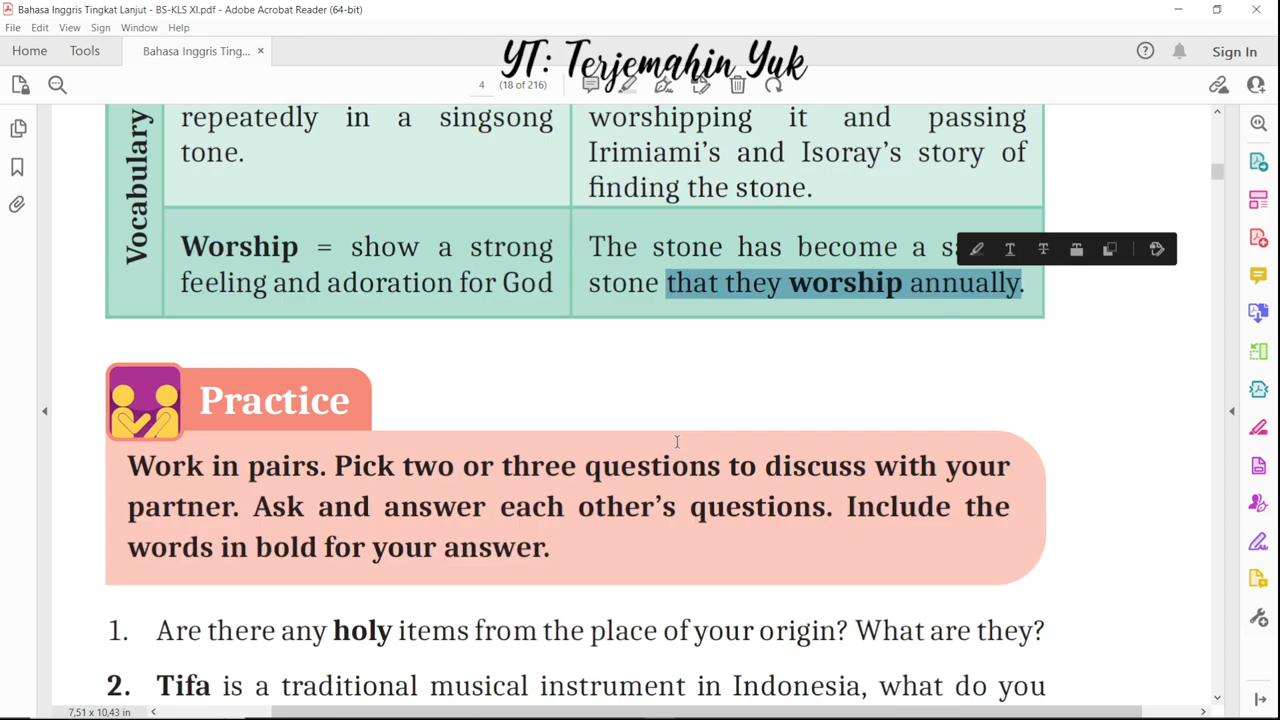 Bahasa Inggris Tingkat Lanjut - BS-KLS XI.pdf - Adobe Acrobat Reader (64-bit)
File Edit View Sign Window Help
Home Tools Bahasa Inggris Ting... × Sign In
YT: Terjemahin Yuk
4 (18 of 216)
Vocabulary
repeatedly in a singsong
tone.
worshipping it and passing
Irimiami's and Isoray's story of
finding the stone.
Worship = show a strong
feeling and adoration for God
The stone has become a
stone that they worship annually.
Practice
Work in pairs. Pick two or three questions to discuss with your
partner. Ask and answer each other's questions. Include the
words in bold for your answer.
1. Are there any holy items from the place of your origin? What are they?
2. Tifa is a traditional musical instrument in Indonesia, what do you
7,51 x 10,43 in